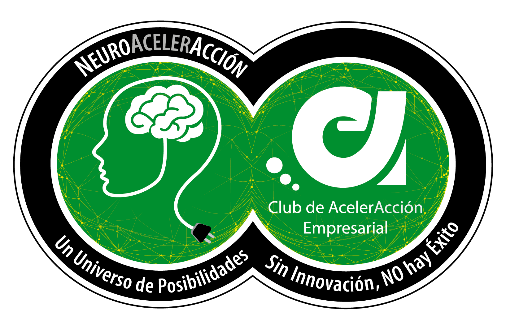 NEUROACELERACCIÓN
Un Universo de Posibilidades
Club de AcelerAcción
Empresarial
Sin Innovación, NO hay Éxito